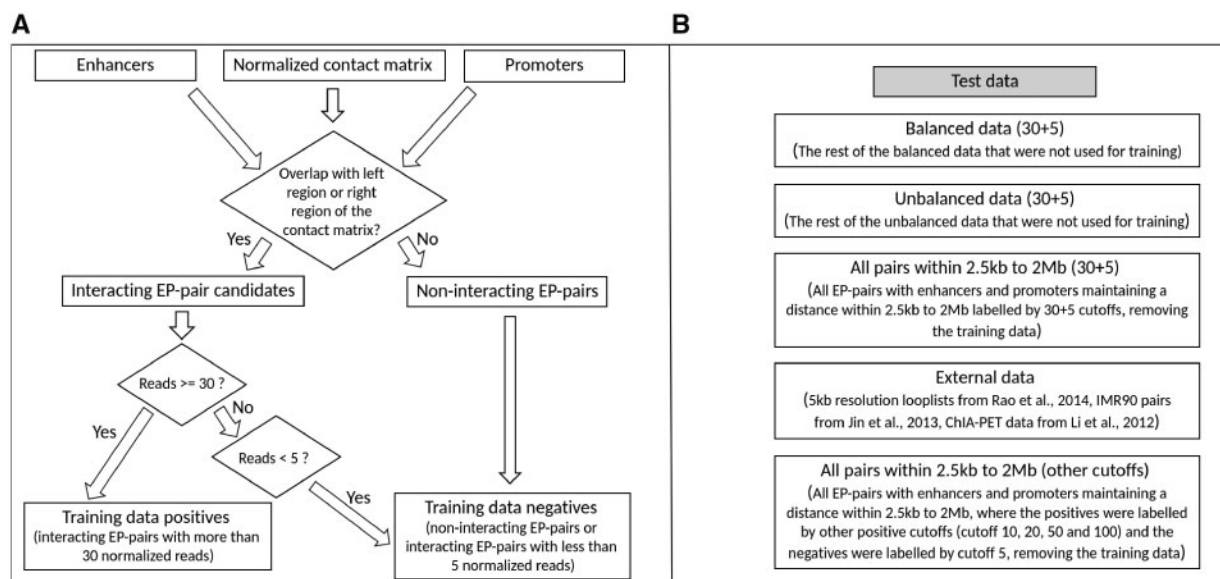 A
Enhancers
Normalized contact matrix
Promoters
Overlap with left
region or right
region of the
contact matrix?
Yes
No
Interacting EP-pair candidates
Non-interacting EP-pairs
Reads >= 30 ?
Yes
No
Reads < 5 ?
Yes
Training data positives
(interacting EP-pairs with more than
30 normalized reads)
Training data negatives
(non-interacting EP-pairs or
interacting EP-pairs with less than
5 normalized reads)
B
Test data
Balanced data (30+5)
(The rest of the balanced data that were not used for training)
Unbalanced data (30+5)
(The rest of the unbalanced data that were not used for training)
All pairs within 2.5kb to 2Mb (30+5)
(All EP-pairs with enhancers and promoters maintaining a
distance within 2.5kb to 2Mb labelled by 30+5 cutoffs, removing
the training data)
External data
(5kb resolution looplists from Rao et al., 2014, IMR90 pairs
from Jin et al., 2013, ChIA-PET data from Li et al., 2012)
All pairs within 2.5kb to 2Mb (other cutoffs)
(All EP-pairs with enhancers and promoters maintaining a
distance within 2.5kb to 2Mb, where the positives were labelled
by other positive cutoffs (cutoff 10, 20, 50 and 100) and the
negatives were labelled by cutoff 5, removing the training data)